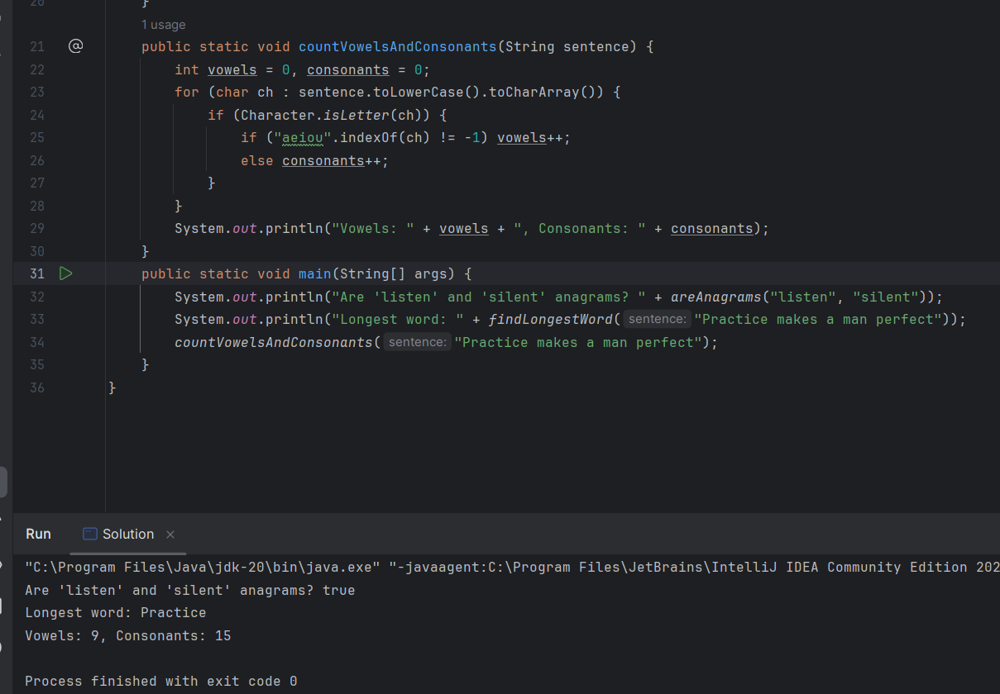 20 }
1 usage
21 @ public static void countVowelsAndConsonants(String sentence) {
22 int vowels = 0, consonants = 0;
23 for (char ch : sentence.toLowerCase().toCharArray()) {
24 if (Character.isLetter(ch)) {
25 if ("aeiou".indexOf(ch) != -1) vowels++;
26 else consonants++;
27 }
28 }
29 System.out.println("Vowels: " + vowels + ", Consonants: " + consonants);
30 }
31 public static void main(String[] args) {
32 System.out.println("Are 'listen' and 'silent' anagrams? " + areAnagrams("listen", "silent"));
33 System.out.println("Longest word: " + findLongestWord( sentence: "Practice makes a man perfect"));
34 countVowelsAndConsonants( sentence: "Practice makes a man perfect");
35 }
36 }
Run Solution ×
"C:\Program Files\Java\jdk-20\bin\java.exe" "-javaagent:C:\Program Files\JetBrains\IntelliJ IDEA Community Edition 202
Are 'listen' and 'silent' anagrams? true
Longest word: Practice
Vowels: 9, Consonants: 15
Process finished with exit code 0